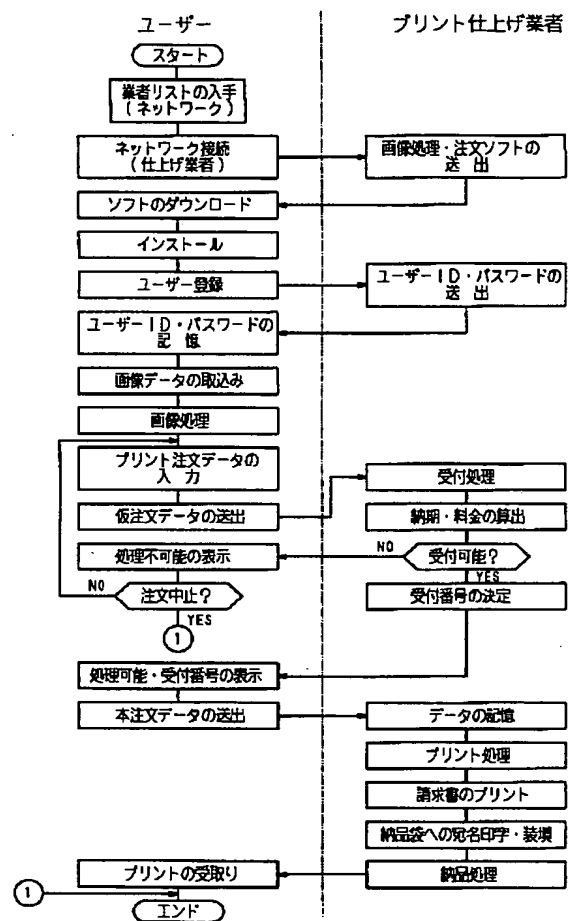 ユーザー
プリント仕上げ業者
スタート
業者リストの入手
(ネットワーク)
ネットワーク接続
(仕上げ業者)
画像処理・注文ソフトの
送出
ソフトのダウンロード
インストール
ユーザー登録
ユーザーID・パスワードの
送出
ユーザーID・パスワードの
記憶
画像データの取込み
画像処理
プリント注文データの
入力
受付処理
仮注文データの送出
納期・料金の算出
処理不可能の表示
NO
受付可能?
YES
NO
注文中止?
YES
受付番号の決定
1
処理可能・受付番号の表示
本注文データの送出
データの記憶
プリント処理
請求書のプリント
納品袋への宛名印字・装填
プリントの受取り
納品処理
1
エンド